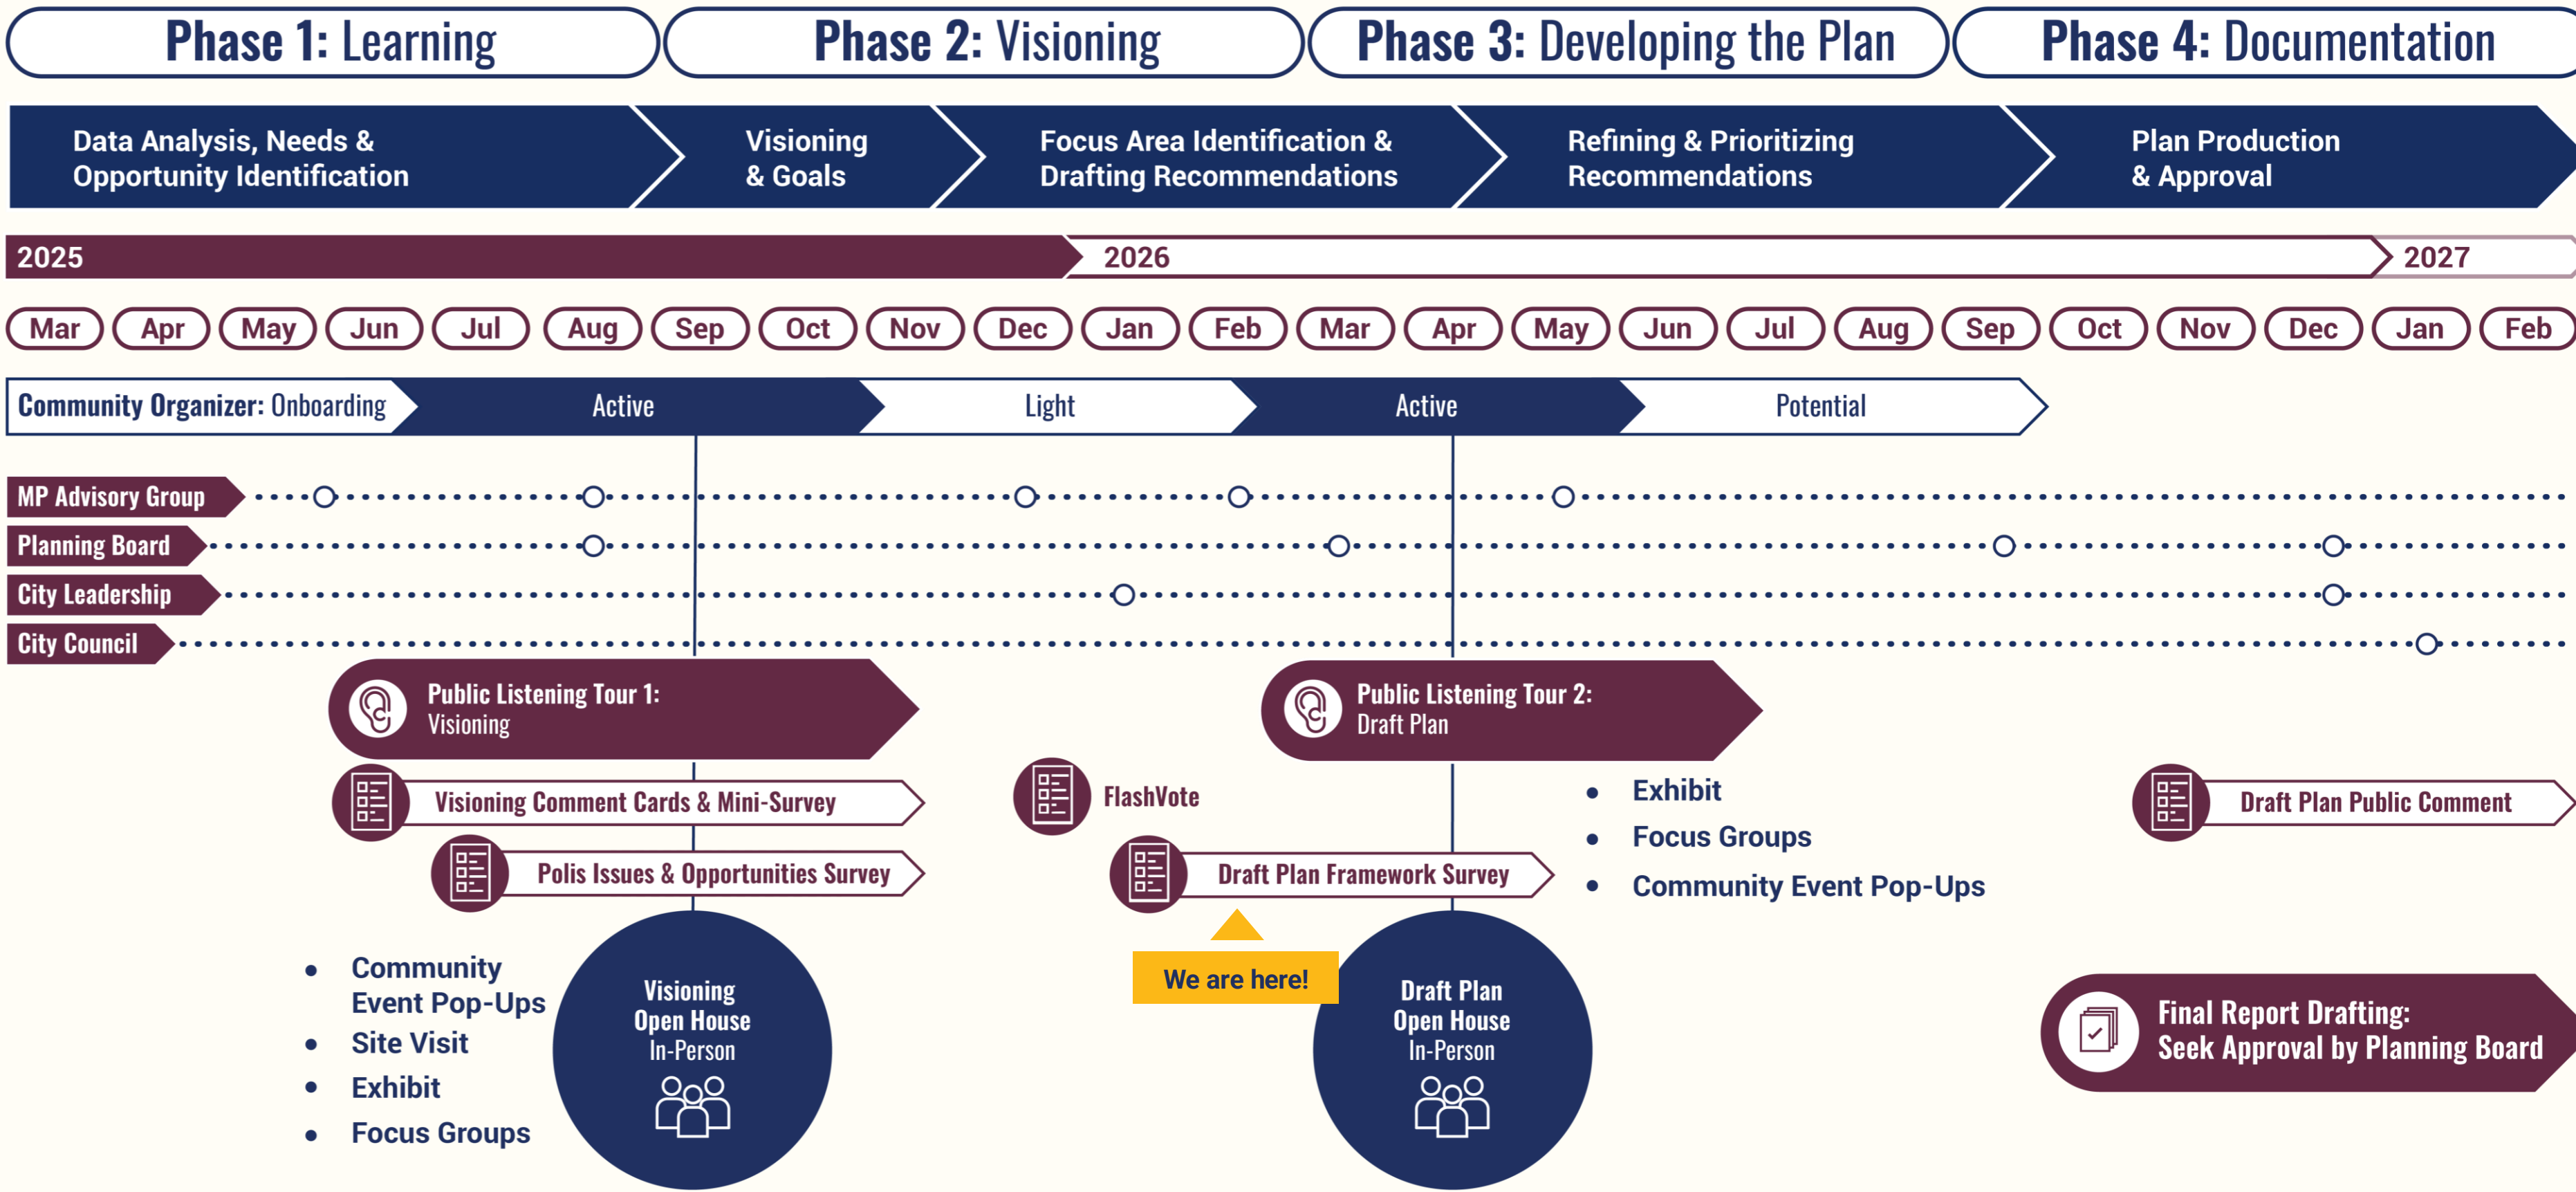 Phase 1: Learning
Phase 2: Visioning
Phase 3: Developing the Plan
Phase 4: Documentation
Data Analysis, Needs &
Opportunity Identification
Visioning
& Goals
Focus Area Identification &
Drafting Recommendations
Refining & Prioritizing
Recommendations
Plan Production
& Approval
2025
2026
2027
Mar
Apr
May
Jun
Jul
Aug
Sep
Oct
Nov
Dec
Jan
Feb
Mar
Apr
May
Jun
Jul
Aug
Sep
Oct
Nov
Dec
Jan
Feb
Community Organizer: Onboarding
Active
Light
Active
Potential
MP Advisory Group
Planning Board
City Leadership
City Council
Public Listening Tour 1:
Visioning
Public Listening Tour 2:
Draft Plan
Visioning Comment Cards & Mini-Survey
Polis Issues & Opportunities Survey
FlashVote
Draft Plan Framework Survey
• Exhibit
• Focus Groups
• Community Event Pop-Ups
Draft Plan Public Comment
We are here!
• Community
Event Pop-Ups
• Site Visit
• Exhibit
• Focus Groups
Visioning
Open House
In-Person
Draft Plan
Open House
In-Person
Final Report Drafting:
Seek Approval by Planning Board